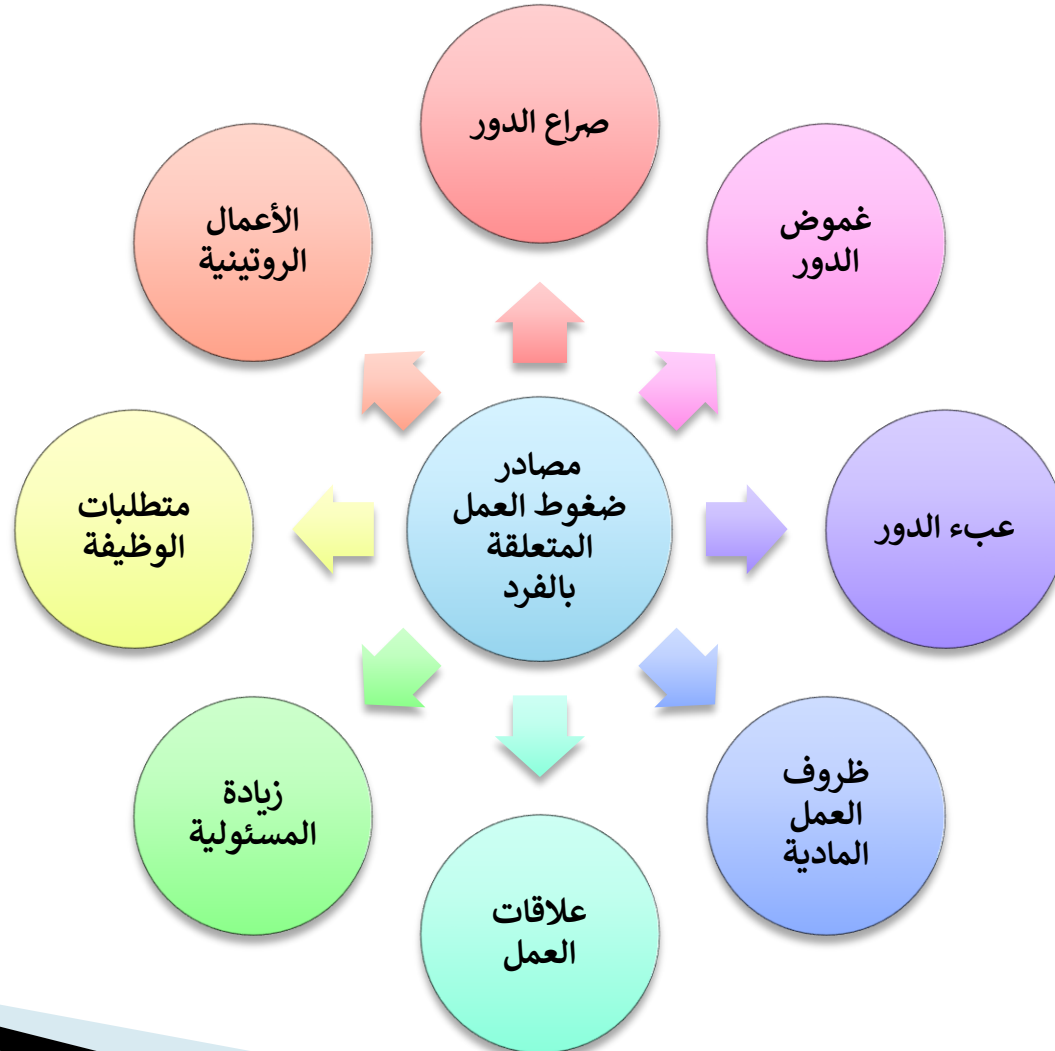 صراع الدور
غموض
الدور
عبء الدور
ظروف
العمل
المادية
علاقات
العمل
زيادة
المسئولية
متطلبات
الوظيفة
الأعمال
الروتينية
مصادر
ضغوط العمل
المتعلقة
بالفرد